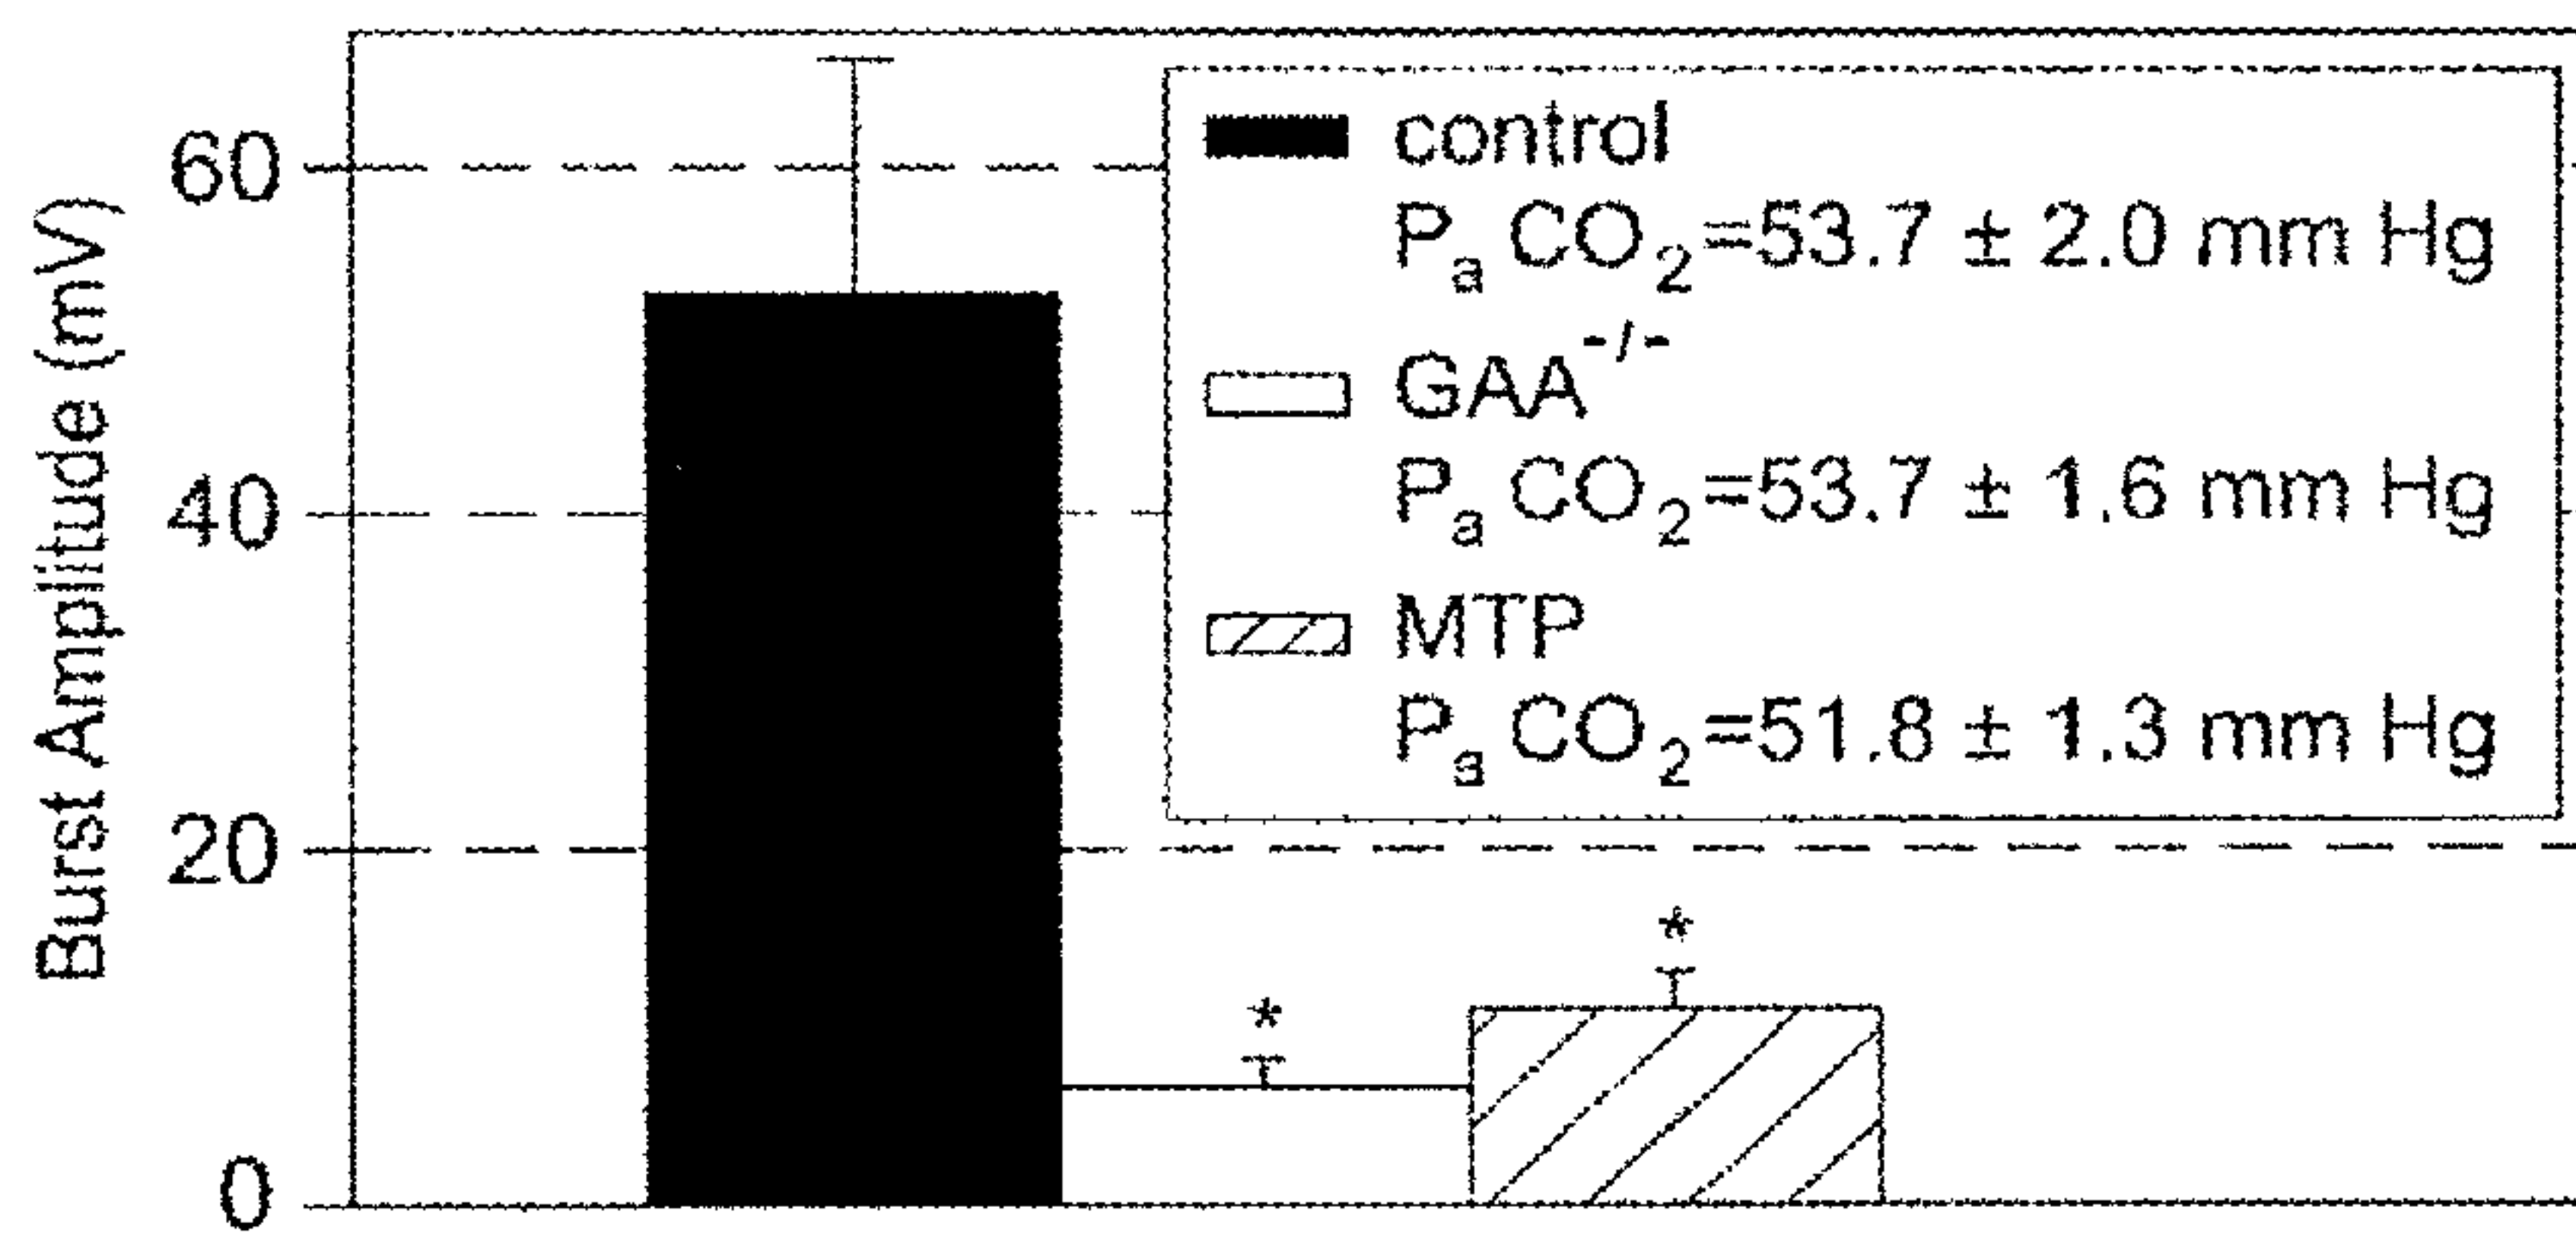 Burst Amplitude (mV)
60
40
20
0
control
PaCO2=53.7 ± 2.0 mm Hg
GAA-/-
PaCO2=53.7 ± 1.6 mm Hg
MTP
PaCO2=51.8 ± 1.3 mm Hg
*
*